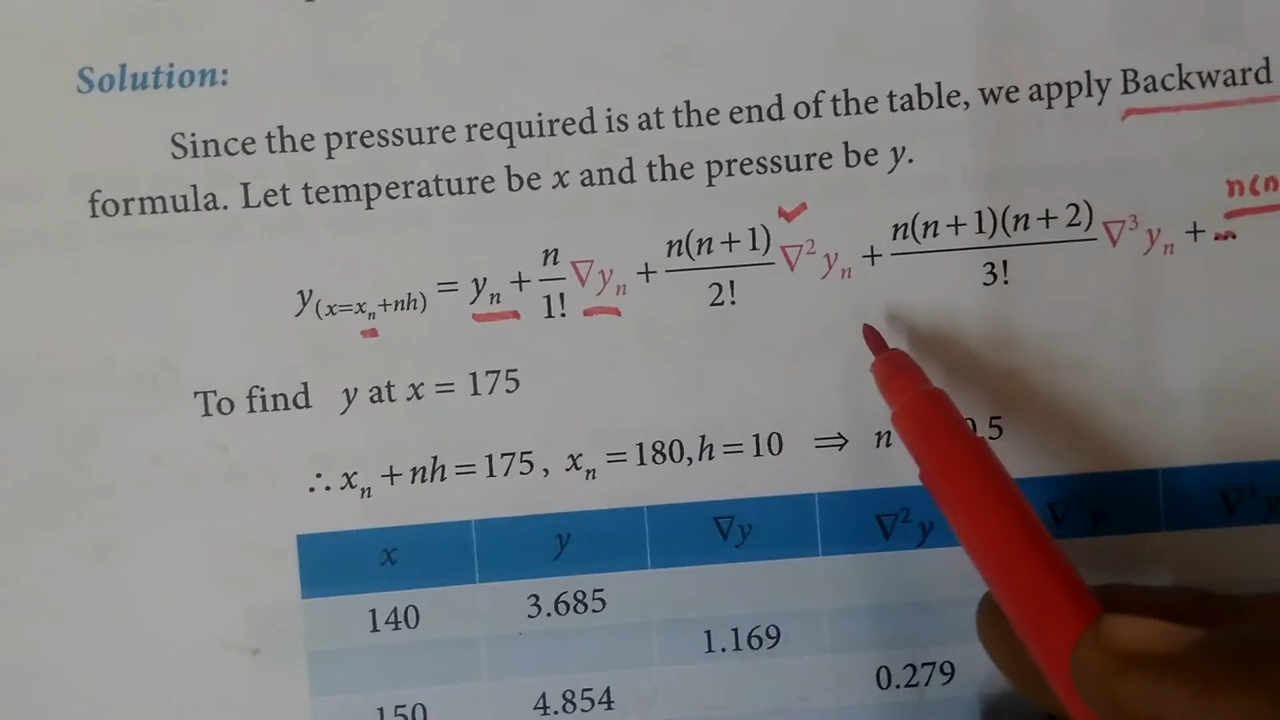 Solution:
Since the pressure required is at the end of the table, we apply Backward
formula. Let temperature be x and the pressure be y.
n(n
y(x=xₙ+nh) = yₙ + n/1! ∇yₙ + n(n+1)/2! ∇²yₙ + n(n+1)(n+2)/3! ∇³yₙ +
To find y at x = 175
∴ xₙ + nh = 175, xₙ = 180, h = 10 ⇒ n .5
x y ∇y ∇²y
140 3.685
1.169
0.279
150 4.854